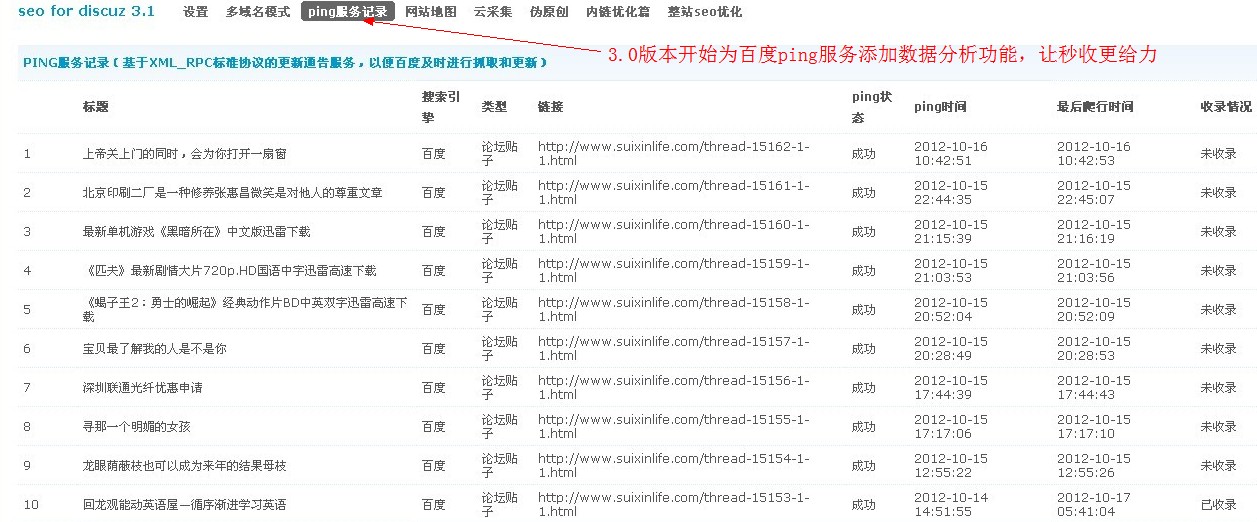 seo for discuz 3.1 设置 多域名模式 ping服务记录 网站地图 云采集 伪原创 内链优化篇 整站seo优化
3.0版本开始为百度ping服务添加数据分析功能，让秒收更给力
PING服务记录（基于XML_RPC标准协议的更新通告服务，以便百度及时进行抓取和更新）
标题 搜索引擎 类型 链接 ping状态 ping时间 最后爬行时间 收录情况
1 上帝关上门的同时，会为你打开一扇窗 百度 论坛贴子 http://www.suixinlife.com/thread-15162-1-1.html 成功 2012-10-16 10:42:51 2012-10-16 10:42:53 未收录
2 北京印刷二厂是一种修养张惠昌微笑是对他人的尊重文章 百度 论坛贴子 http://www.suixinlife.com/thread-15161-1-1.html 成功 2012-10-15 22:44:35 2012-10-15 22:45:07 未收录
3 最新单机游戏《黑暗所在》中文版迅雷下载 百度 论坛贴子 http://www.suixinlife.com/thread-15160-1-1.html 成功 2012-10-15 21:15:39 2012-10-15 21:16:19 未收录
4 《匹夫》最新剧情大片720p.HD国语中字迅雷高速下载 百度 论坛贴子 http://www.suixinlife.com/thread-15159-1-1.html 成功 2012-10-15 21:03:53 2012-10-15 21:03:56 未收录
5 《蝎子王2：勇士的崛起》经典动作片BD中英双字迅雷高速下载 百度 论坛贴子 http://www.suixinlife.com/thread-15158-1-1.html 成功 2012-10-15 20:52:04 2012-10-15 20:52:09 未收录
6 宝贝最了解我的人是不是你 百度 论坛贴子 http://www.suixinlife.com/thread-15157-1-1.html 成功 2012-10-15 20:28:49 2012-10-15 20:28:53 未收录
7 深圳联通光纤优惠申请 百度 论坛贴子 http://www.suixinlife.com/thread-15156-1-1.html 成功 2012-10-15 17:44:39 2012-10-15 17:44:43 未收录
8 寻那一个明媚的女孩 百度 论坛贴子 http://www.suixinlife.com/thread-15155-1-1.html 成功 2012-10-15 17:17:06 2012-10-15 17:17:10 未收录
9 龙眼荫蔽枝也可以成为来年的结果母枝 百度 论坛贴子 http://www.suixinlife.com/thread-15154-1-1.html 成功 2012-10-15 12:55:22 2012-10-15 12:55:26 未收录
10 回龙观能动英语屋—循序渐进学习英语 百度 论坛贴子 http://www.suixinlife.com/thread-15153-1-1.html 成功 2012-10-14 14:51:55 2012-10-17 05:41:04 已收录